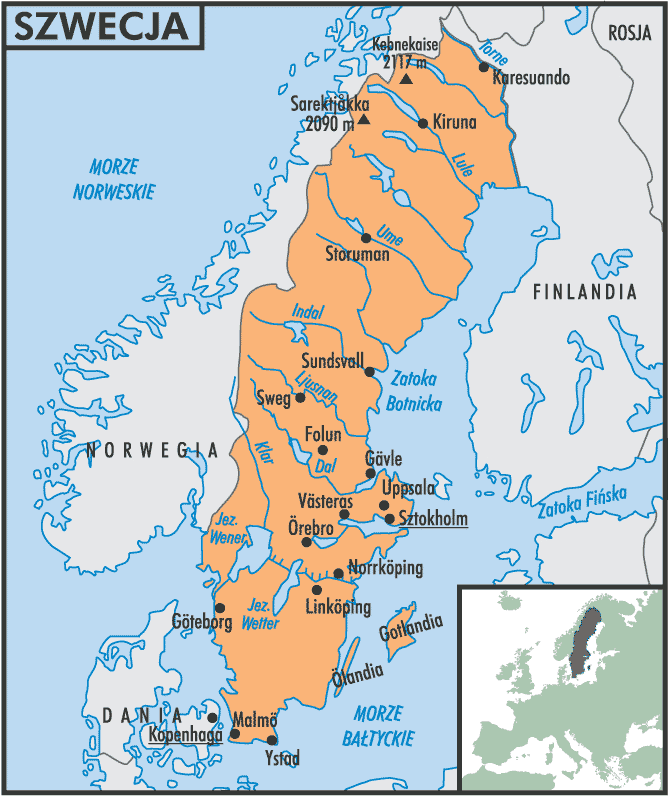 SZWECJA
ROSJA
Kebnekaise
2117 m
Torne
Karesuando
Sarektjåkka
2090 m
Kiruna
MORZE
NORWESKIE
Lule
Ume
Storuman
FINLANDIA
Indal
Sundsvall
Zatoka
Botnicka
Ljusnan
Sweg
Folun
NORWEGIA
Klar
Dal
Gävle
Uppsala
Zatoka Fińska
Västeras
Sztokholm
Jez.
Wener
Örebro
Norrköping
Jez.
Wetter
Linköping
Göteborg
Gotlandia
Ölandia
DANIA
Malmö
MORZE
BAŁTYCKIE
Kopenhaga
Ystad